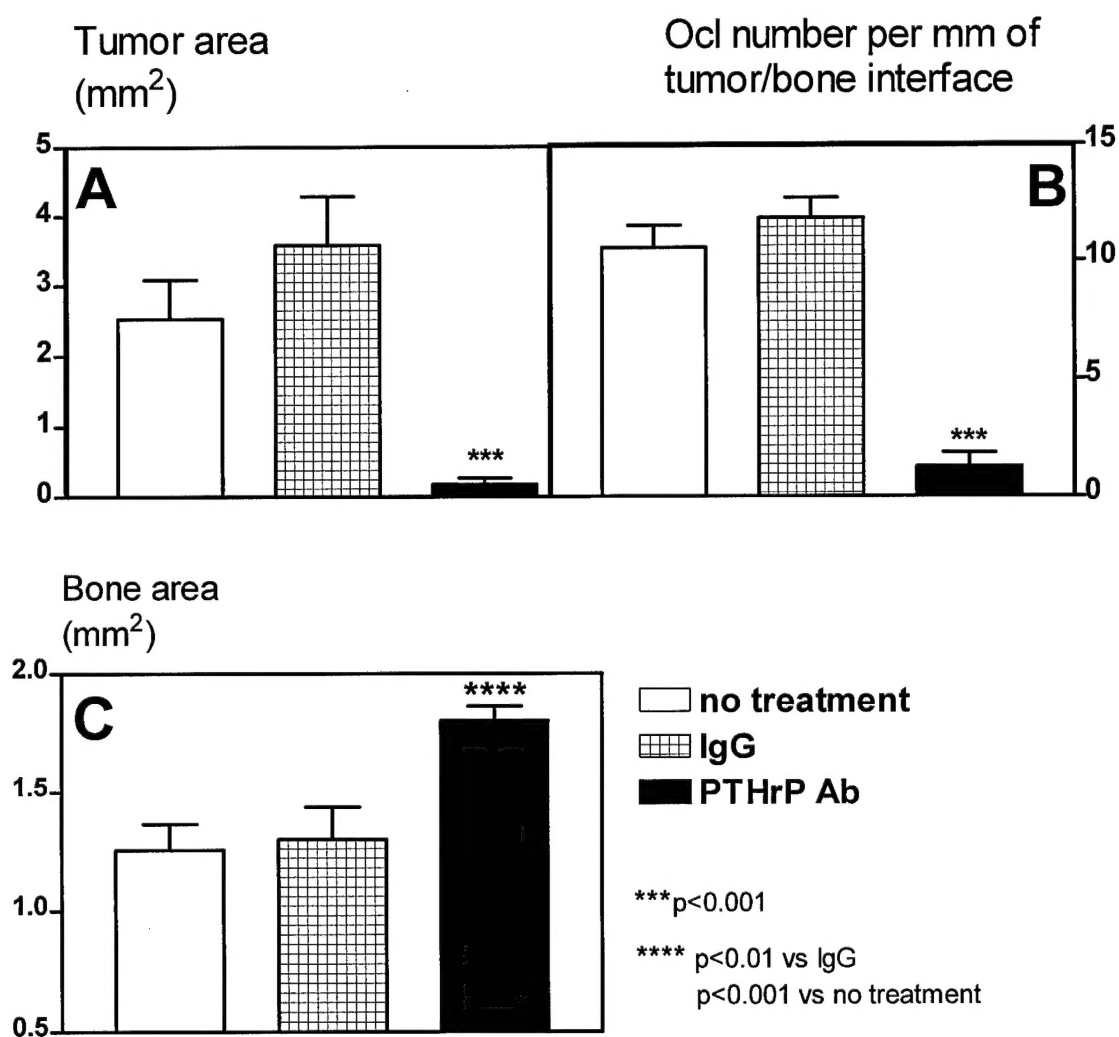 Tumor area
(mm²)
Ocl number per mm of
tumor/bone interface
5
4
3
2
1
0
A
***
B
15
10
5
0
***
Bone area
(mm²)
2.0
1.5
1.0
0.5
C
****
no treatment
IgG
PTHrP Ab
***p<0.001
**** p<0.01 vs IgG
p<0.001 vs no treatment